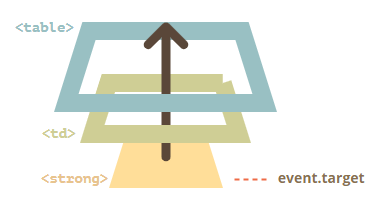 <table>
<td>
<strong>
event.target